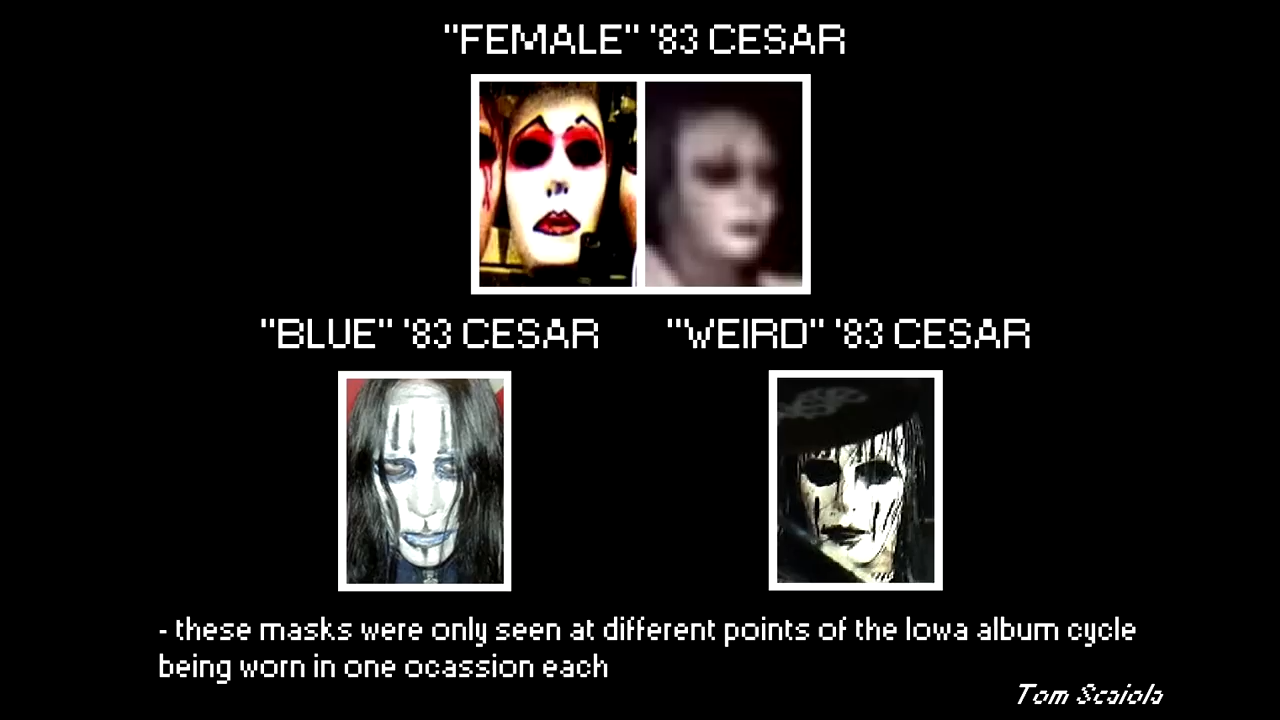 "FEMALE" '83 CESAR
"BLUE" '83 CESAR
"WEIRD" '83 CESAR
- these masks were only seen at different points of the Iowa album cycle
being worn in one ocassion each
Tom Scaiola